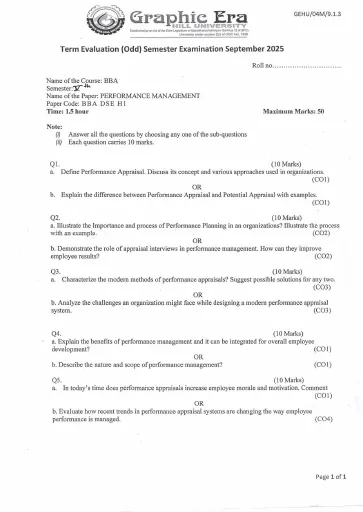 GEHU/04M/9.1.3
Graphic Era
HILL UNIVERSITY
Term Evaluation (Odd) Semester Examination September 2025
Roll no..............................
Name of the Course: BBA
Semester: V th
Name of the Paper: PERFORMANCE MANAGEMENT
Paper Code: B B A DSE H1
Time: 1.5 hour Maximum Marks: 50
Note:
(i) Answer all the questions by choosing any one of the sub-questions
(ii) Each question carries 10 marks.
Q1. (10 Marks)
a. Define Performance Appraisal. Discuss its concept and various approaches used in organizations.
(CO1)
OR
b. Explain the difference between Performance Appraisal and Potential Appraisal with examples.
(CO1)
Q2. (10 Marks)
a. Illustrate the Importance and process of Performance Planning in an organizations? Illustrate the process
with an example. (CO2)
OR
b. Demonstrate the role of appraisal interviews in performance management. How can they improve
employee results? (CO2)
Q3. (10 Marks)
a. Characterize the modern methods of performance appraisals? Suggest possible solutions for any two.
(CO3)
OR
b. Analyze the challenges an organization might face while designing a modern performance appraisal
system. (CO3)
Q4. (10 Marks)
a. Explain the benefits of performance management and it can be integrated for overall employee
development? (CO1)
OR
b. Describe the nature and scope of performance management? (CO1)
Q5. (10 Marks)
a. In today's time does performance appraisals increase employee morale and motivation. Comment
(CO1)
OR
b. Evaluate how recent trends in performance appraisal systems are changing the way employee
performance is managed. (CO4)
Page 1 of 1